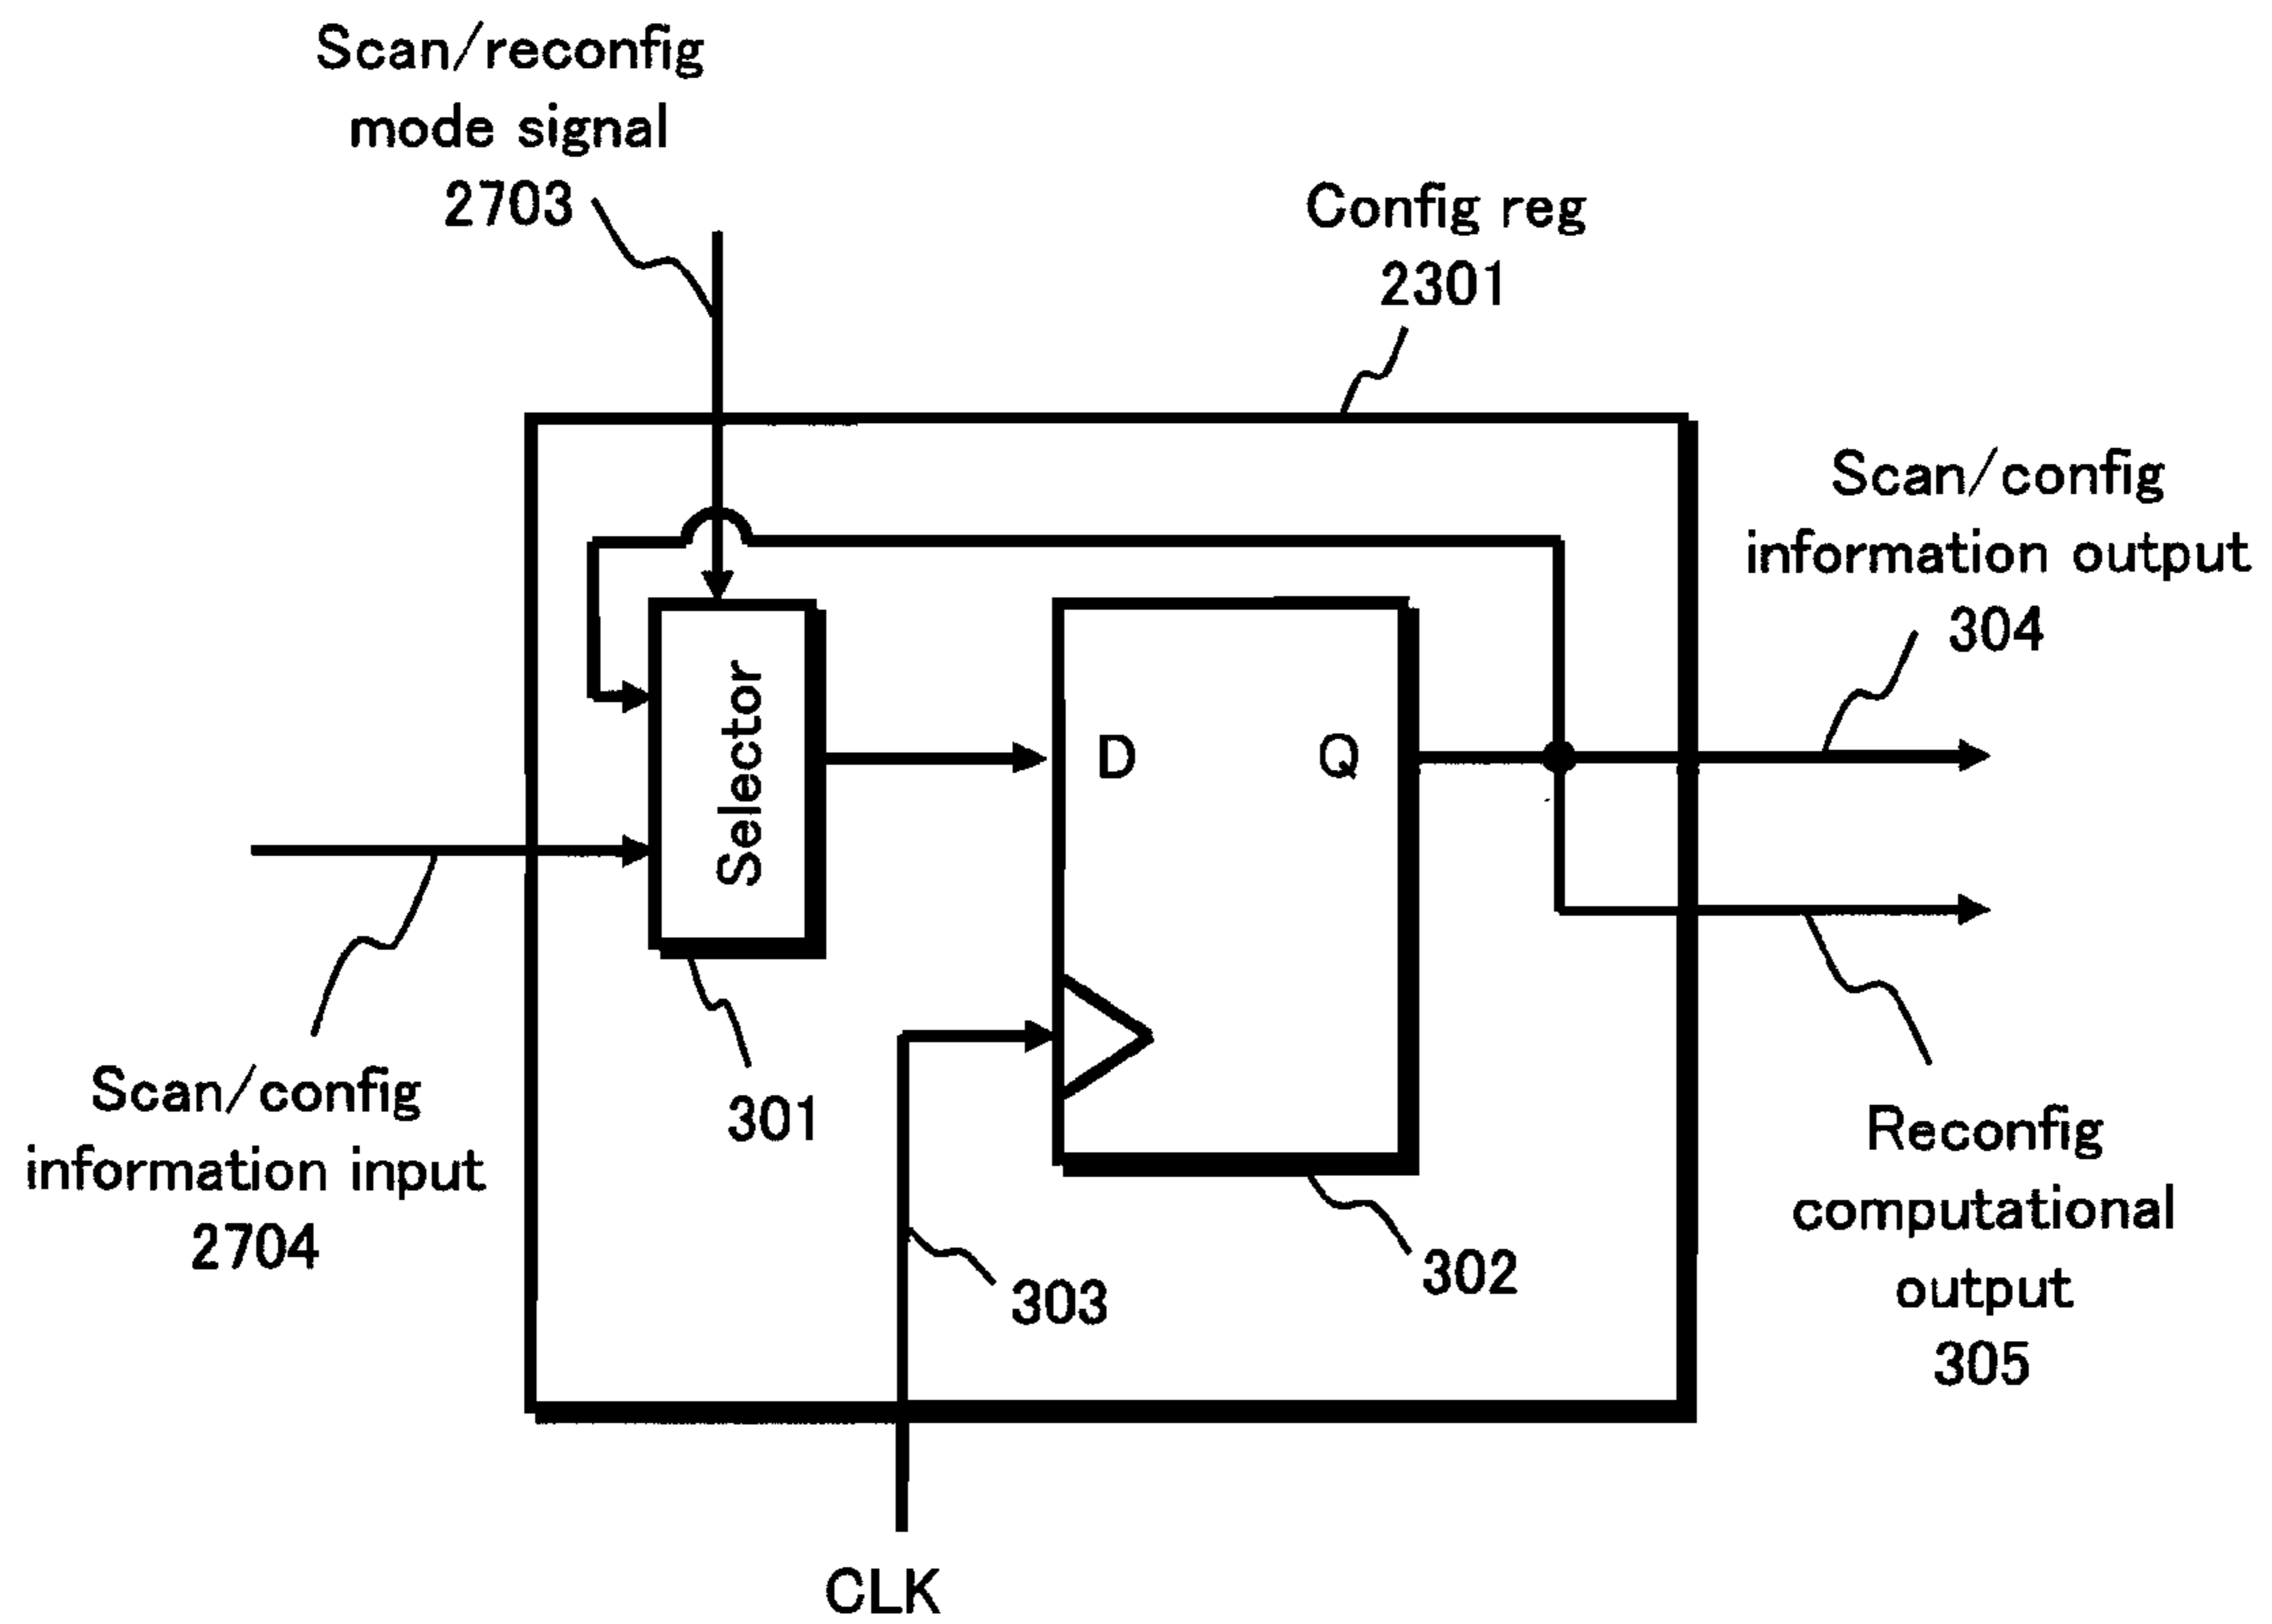 Scan/reconfig
mode signal
2703
Config reg
2301
Scan/config
information output
304
Selector
D
Q
Scan/config
information input
2704
301
302
303
Reconfig
computational
output
305
CLK